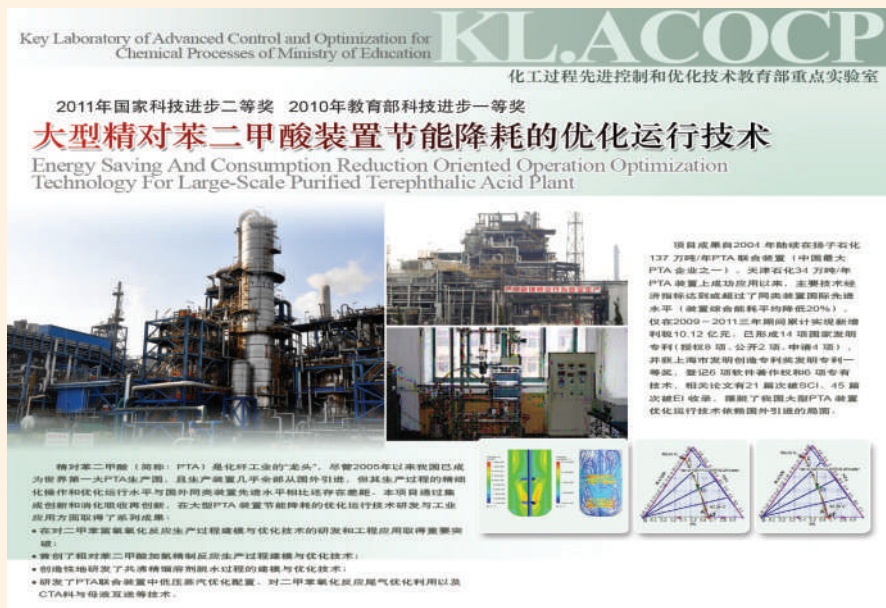 Key Laboratory of Advanced Control and Optimization for
Chemical Processes of Ministry of Education
KL.ACOCP
化工过程先进控制和优化技术教育部重点实验室
2011年国家科技进步二等奖 2010年教育部科技进步一等奖
大型精对苯二甲酸装置节能降耗的优化运行技术
Energy Saving And Consumption Reduction Oriented Operation Optimization
Technology For Large-Scale Purified Terephthalic Acid Plant
项目成果自2004年陆续在扬子石化
137万吨/年PTA联合装置（中国最大
PTA企业之一）、天津石化34万吨/年
PTA装置上成功应用以来，主要技术经
济指标达到或超过了同类装置国际先进
水平（装置综合能耗平均降低20%），
仅在2009-2011三年期间累计实现新增
利税10.12亿元，已形成14项国家发明
专利（授权8项，公开2项，申请4项），
并获上海市发明创造专利奖发明专利一
等奖，登记6项软件著作权和6项专有
技术，相关论文有21篇次被SCI、45篇
次被EI收录，摆脱了我国大型PTA装置
优化运行技术依赖国外引进的局面。
精对苯二甲酸（简称：PTA）是化纤工业的"龙头"，尽管2005年以来我国已成
为世界第一大PTA生产国，且生产装置几乎全部从国外引进，但其生产过程的精细
化操作和优化运行水平与国外同类装置先进水平相比还存在差距。本项目通过集
成创新和消化吸收再创新，在大型PTA装置节能降耗的优化运行技术研发与工业
应用方面取得了系列成果：
•在对二甲苯氧化反应生产过程建模与优化技术的研发和工程应用取得重要突
破；
•首创了粗对苯二甲酸加氢精制反应生产过程建模与优化技术；
•创造性地研发了共沸精馏溶剂脱水过程的建模与优化技术；
•研发了PTA联合装置中低压蒸汽优化配置、对二甲苯氧化反应尾气优化利用以及
CTA料与母液互送等技术。